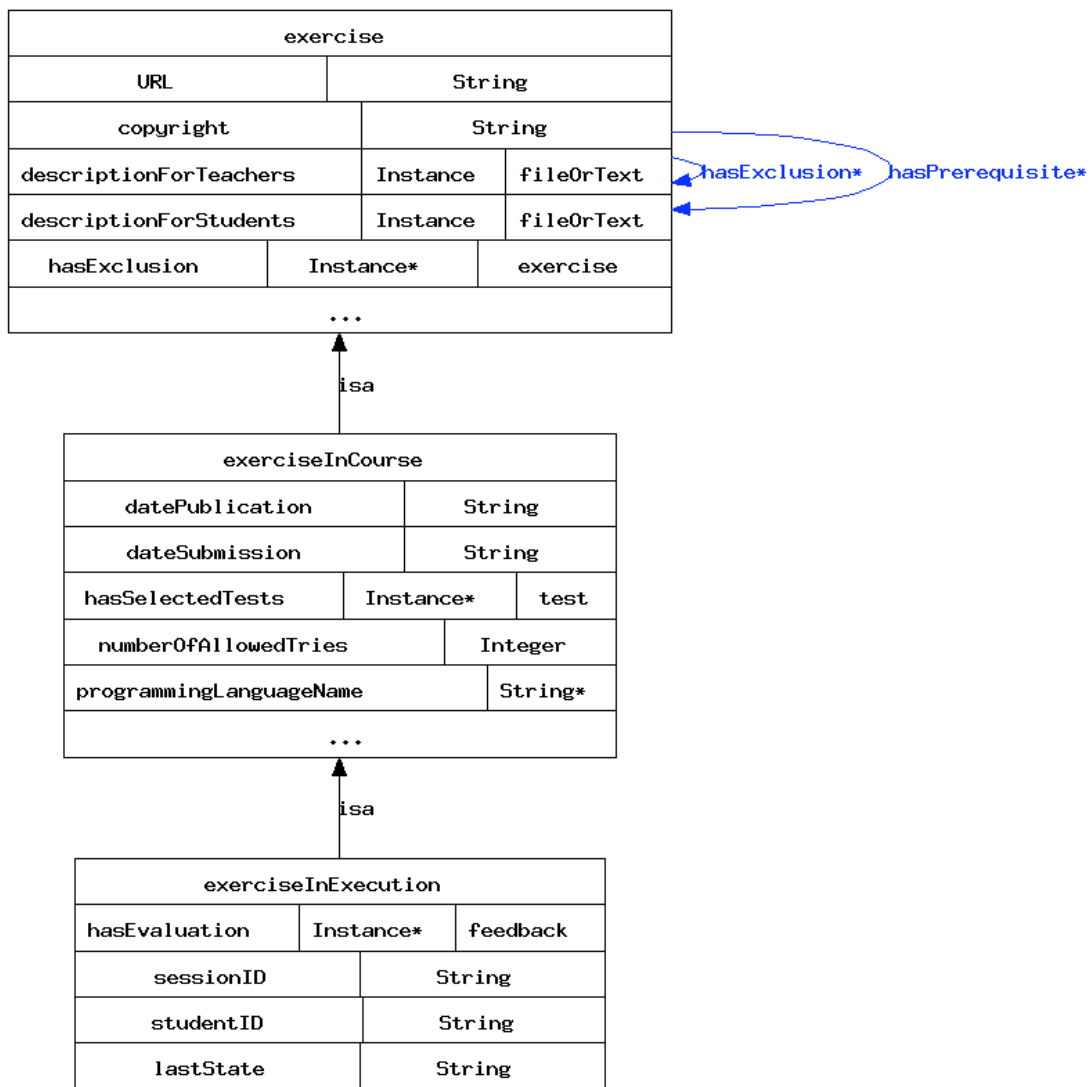 exercise
URL String
copyright String
descriptionForTeachers Instance fileOrText
hasExclusion* hasPrerequisite*
descriptionForStudents Instance fileOrText
hasExclusion Instance* exercise
...
isa
exerciseInCourse
datePublication String
dateSubmission String
hasSelectedTests Instance* test
numberOfAllowedTries Integer
programmingLanguageName String*
...
isa
exerciseInExecution
hasEvaluation Instance* feedback
sessionID String
studentID String
lastState String